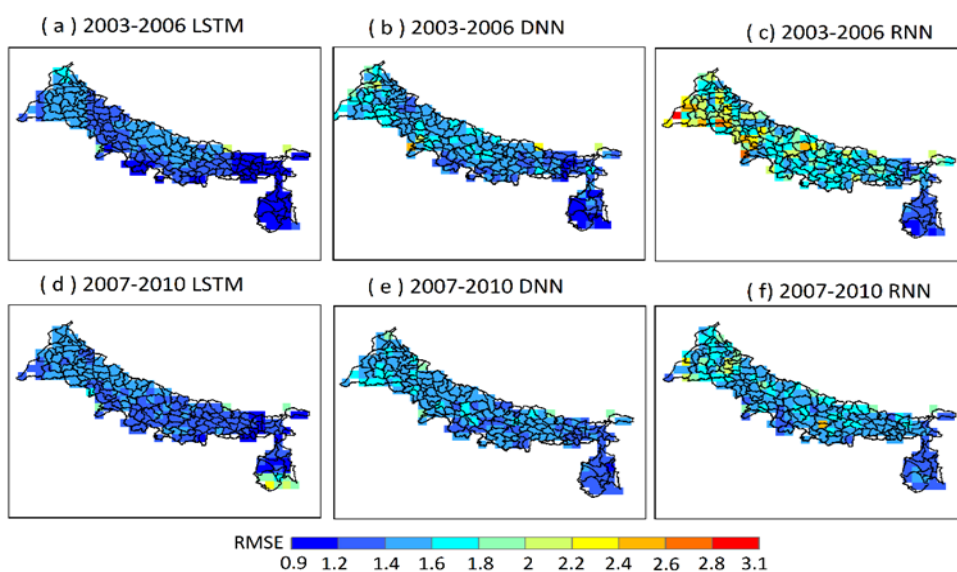 ( a ) 2003-2006 LSTM
( b ) 2003-2006 DNN
(c) 2003-2006 RNN
( d ) 2007-2010 LSTM
( e ) 2007-2010 DNN
( f ) 2007-2010 RNN
RMSE
0.9 1.2 1.4 1.6 1.8 2 2.2 2.4 2.6 2.8 3.1